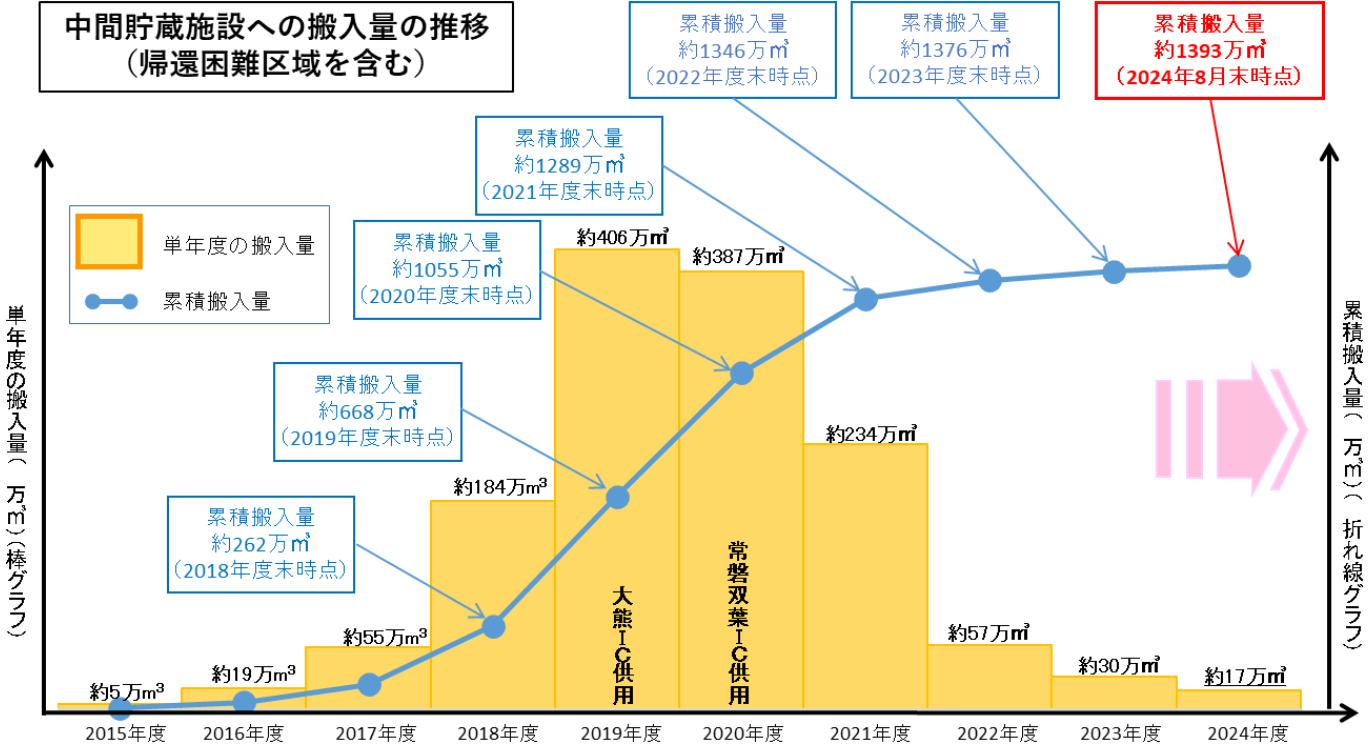 中間貯蔵施設への搬入量の推移
（帰還困難区域を含む）
累積搬入量
約1346万㎥
（2022年度末時点）
累積搬入量
約1376万㎥
（2023年度末時点）
累積搬入量
約1393万㎥
（2024年8月末時点）
累積搬入量
約1289万㎥
（2021年度末時点）
単年度の搬入量
累積搬入量
累積搬入量
約1055万㎥
（2020年度末時点）
約406万㎥
約387万㎥
累積搬入量
約668万㎥
（2019年度末時点）
約234万㎥
約184万m³
累積搬入量
約262万㎥
（2018年度末時点）
約5万m³
約19万m³
約55万m³
大熊IC供用
常磐双葉IC供用
約57万㎥
約30万㎥
約17万㎥
単年度の搬入量（　万㎥）（棒グラフ）
累積搬入量（　万㎥）（　折れ線グラフ）
2015年度
2016年度
2017年度
2018年度
2019年度
2020年度
2021年度
2022年度
2023年度
2024年度